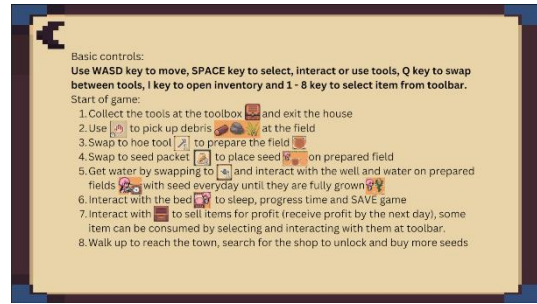 Basic controls:
Use WASD key to move, SPACE key to select, interact or use tools, Q key to swap
between tools, I key to open inventory and 1 - 8 key to select item from toolbar.
Start of game:
1. Collect the tools at the toolbox and exit the house
2. Use to pick up debris at the field
3. Swap to hoe tool to prepare the field
4. Swap to seed packet to place seed on prepared field
5. Get water by swapping to and interact with the well and water on prepared
fields with seed everyday until they are fully grown
6. Interact with the bed to sleep, progress time and SAVE game
7. Interact with to sell items for profit (receive profit by the next day), some
item can be consumed by selecting and interacting with them at toolbar.
8. Walk up to reach the town, search for the shop to unlock and buy more seeds